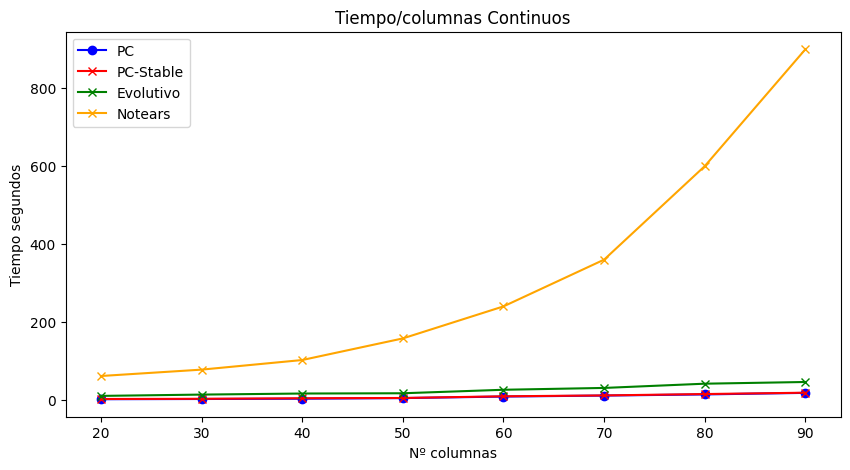 Tiempo/columnas Continuos
PC
PC-Stable
Evolutivo
Notears
Tiempo segundos
800
600
400
200
0
20 30 40 50 60 70 80 90
Nº columnas